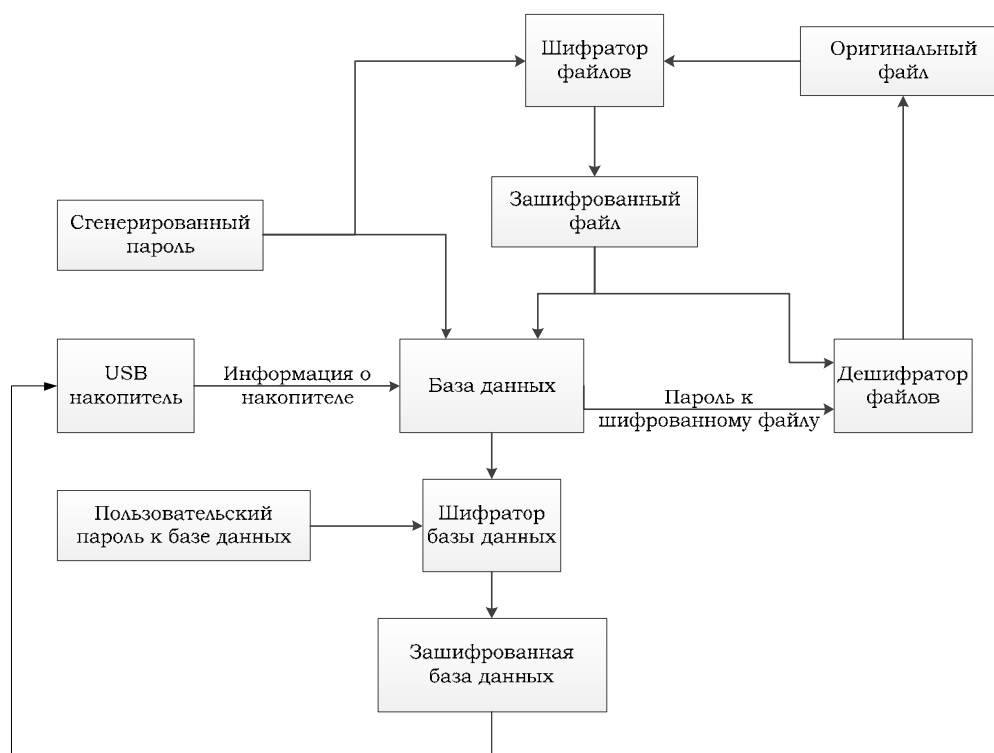 Шифратор
файлов
Оригинальный
файл
Зашифрованный
файл
Сгенерированный
пароль
USB
накопитель
Информация о
накопителе
База данных
Пароль к
шифрованному файлу
Дешифратор
файлов
Пользовательский
пароль к базе данных
Шифратор
базы данных
Зашифрованная
база данных